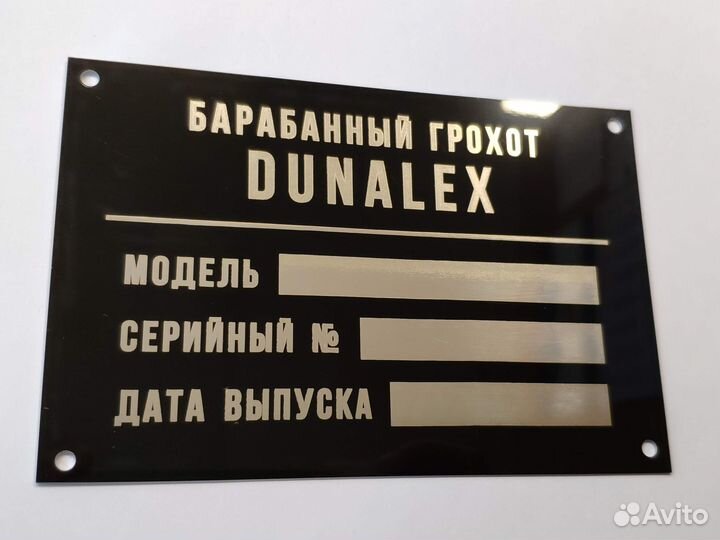 БАРАБАННЫЙ ГРОХОТ
DUNALEX
МОДЕЛЬ
СЕРИЙНЫЙ №
ДАТА ВЫПУСКА
Avito